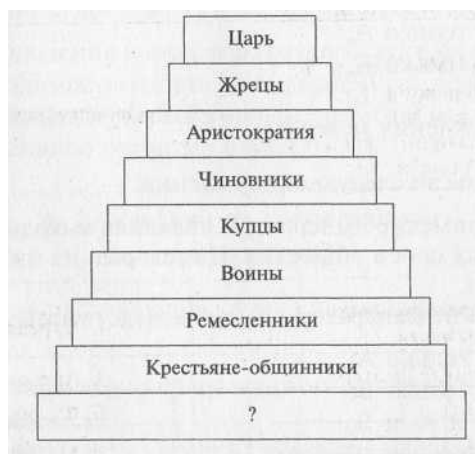 Царь
Жрецы
Аристократия
Чиновники
Купцы
Воины
Ремесленники
Крестьяне-общинники
?